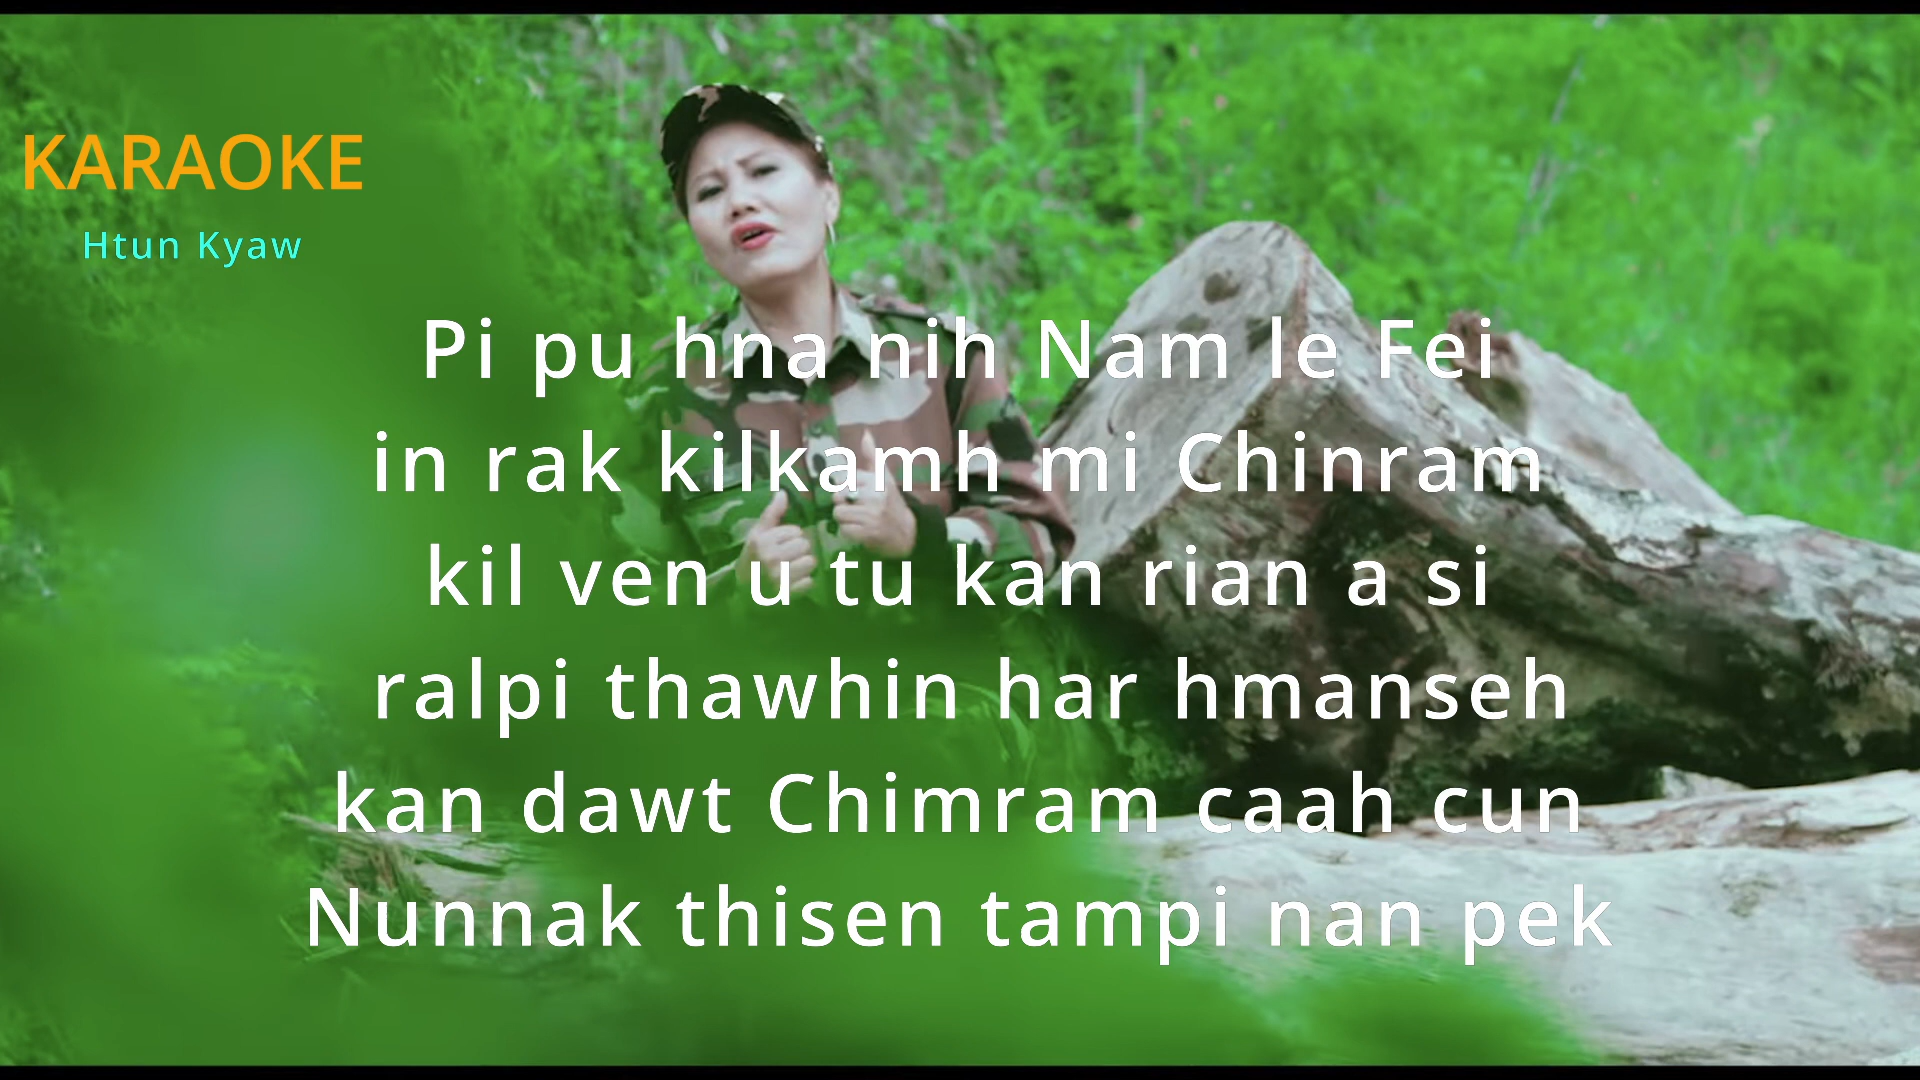 KARAOKE
Htun Kyaw
Pi pu hna nih Nam le Fei
in rak kilkamh mi Chinram
kil ven u tu kan rian a si
ralpi thawhin har hmanseh
kan dawt Chimram caah cun
Nunnak thisen tampi nan pek